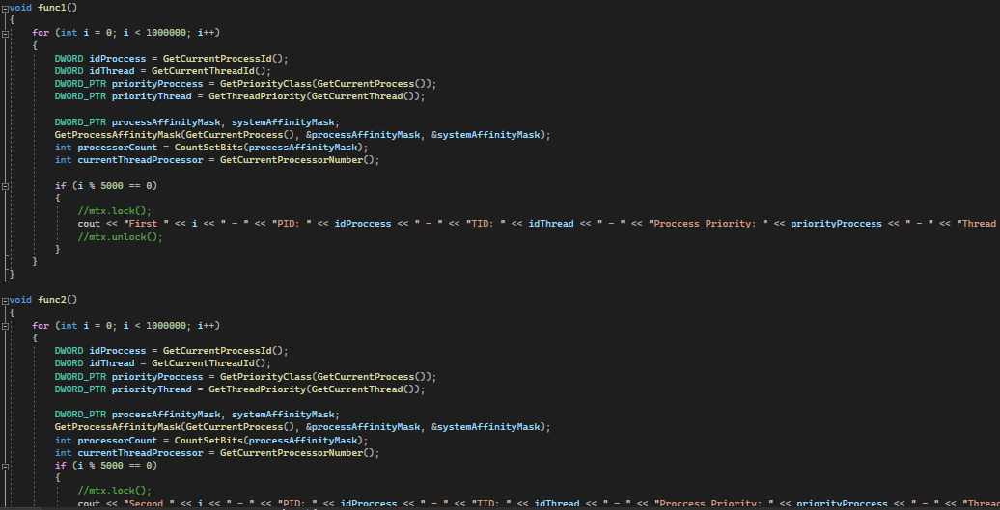 void func1()
{
for (int i = 0; i < 1000000; i++)
{
DWORD idProccess = GetCurrentProcessId();
DWORD idThread = GetCurrentThreadId();
DWORD_PTR priorityProccess = GetPriorityClass(GetCurrentProcess());
DWORD_PTR priorityThread = GetThreadPriority(GetCurrentThread());
DWORD_PTR processAffinityMask, systemAffinityMask;
GetProcessAffinityMask(GetCurrentProcess(), &processAffinityMask, &systemAffinityMask);
int processorCount = CountSetBits(processAffinityMask);
int currentThreadProcessor = GetCurrentProcessorNumber();
if (i % 5000 == 0)
{
//mtx.lock();
cout << "First " << i << " - " << "PID: " << idProccess << " - " << "TID: " << idThread << " - " << "Proccess Priority: " << priorityProccess << " - " << "Thread
//mtx.unlock();
}
}
}
void func2()
{
for (int i = 0; i < 1000000; i++)
{
DWORD idProccess = GetCurrentProcessId();
DWORD idThread = GetCurrentThreadId();
DWORD_PTR priorityProccess = GetPriorityClass(GetCurrentProcess());
DWORD_PTR priorityThread = GetThreadPriority(GetCurrentThread());
DWORD_PTR processAffinityMask, systemAffinityMask;
GetProcessAffinityMask(GetCurrentProcess(), &processAffinityMask, &systemAffinityMask);
int processorCount = CountSetBits(processAffinityMask);
int currentThreadProcessor = GetCurrentProcessorNumber();
if (i % 5000 == 0)
{
//mtx.lock();
cout << "Second " << i << " - " << "PID: " << idProccess << " - " << "TID: " << idThread << " - " << "Proccess Priority: " << priorityProccess << " - " << "Threa